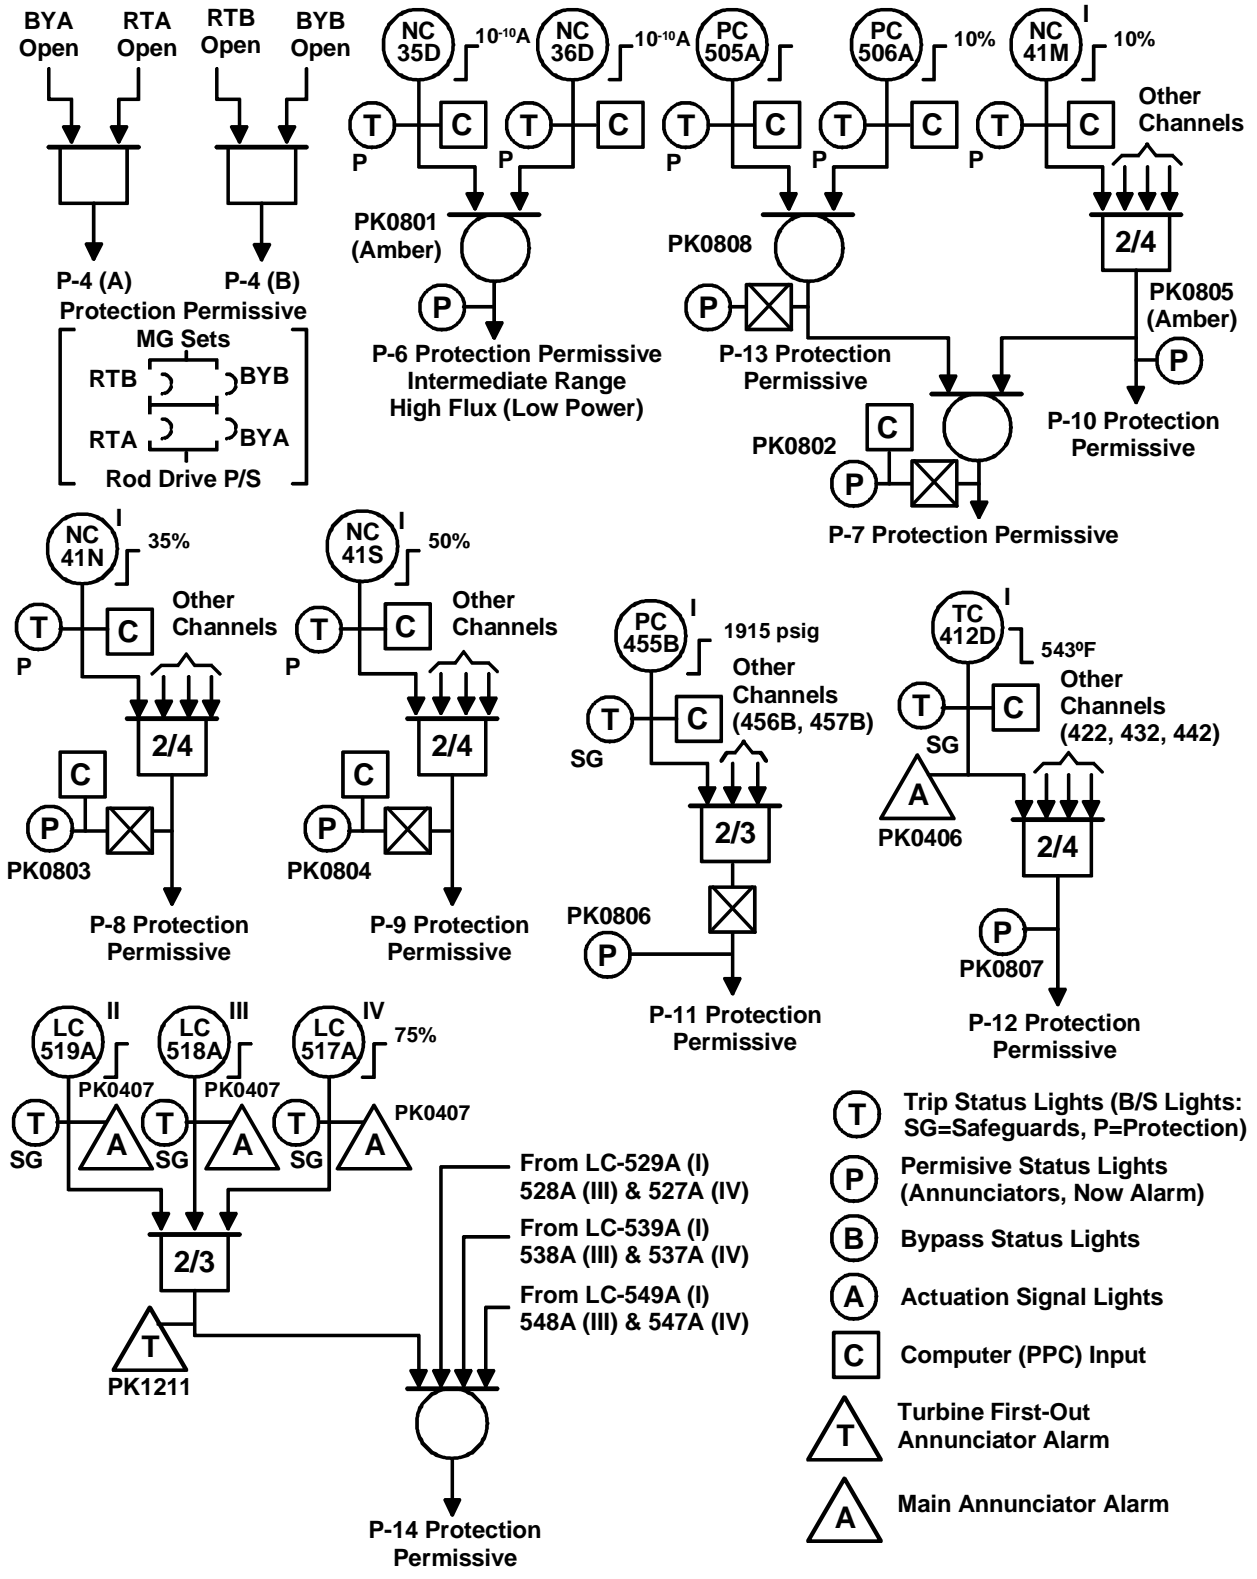 BYA
Open
RTA
Open
RTB
Open
BYB
Open
P-4 (A)
P-4 (B)
Protection Permissive
MG Sets
RTB
BYB
RTA
BYA
Rod Drive P/S
NC
35D
10-10A
NC
36D
10-10A
PC
505A
PC
506A
10%
NC
41M
I
10%
T
C
P
T
C
P
T
C
P
T
C
P
T
C
P
Other
Channels
PK0801
(Amber)
P
P-6 Protection Permissive
Intermediate Range
High Flux (Low Power)
PK0808
P
P-13 Protection
Permissive
2/4
PK0805
(Amber)
P
P-10 Protection
Permissive
C
PK0802
P
P-7 Protection Permissive
NC
41N
I
35%
T
C
P
Other
Channels
2/4
C
P
PK0803
P-8 Protection
Permissive
NC
41S
I
50%
T
C
P
Other
Channels
2/4
C
P
PK0804
P-9 Protection
Permissive
PC
455B
I
1915 psig
Other
Channels
(456B, 457B)
T
C
SG
2/3
PK0806
P
P-11 Protection
Permissive
TC
412D
I
543ºF
Other
Channels
(422, 432, 442)
T
C
SG
A
PK0406
2/4
P
PK0807
P-12 Protection
Permissive
LC
519A
II
LC
518A
III
LC
517A
IV
75%
PK0407
PK0407
PK0407
T
A
SG
T
A
SG
T
A
SG
2/3
T
PK1211
From LC-529A (I)
528A (III) & 527A (IV)
From LC-539A (I)
538A (III) & 537A (IV)
From LC-549A (I)
548A (III) & 547A (IV)
P-14 Protection
Permissive
T
Trip Status Lights (B/S Lights:
SG=Safeguards, P=Protection)
P
Permisive Status Lights
(Annunciators, Now Alarm)
B
Bypass Status Lights
A
Actuation Signal Lights
C
Computer (PPC) Input
T
Turbine First-Out
Annunciator Alarm
A
Main Annunciator Alarm